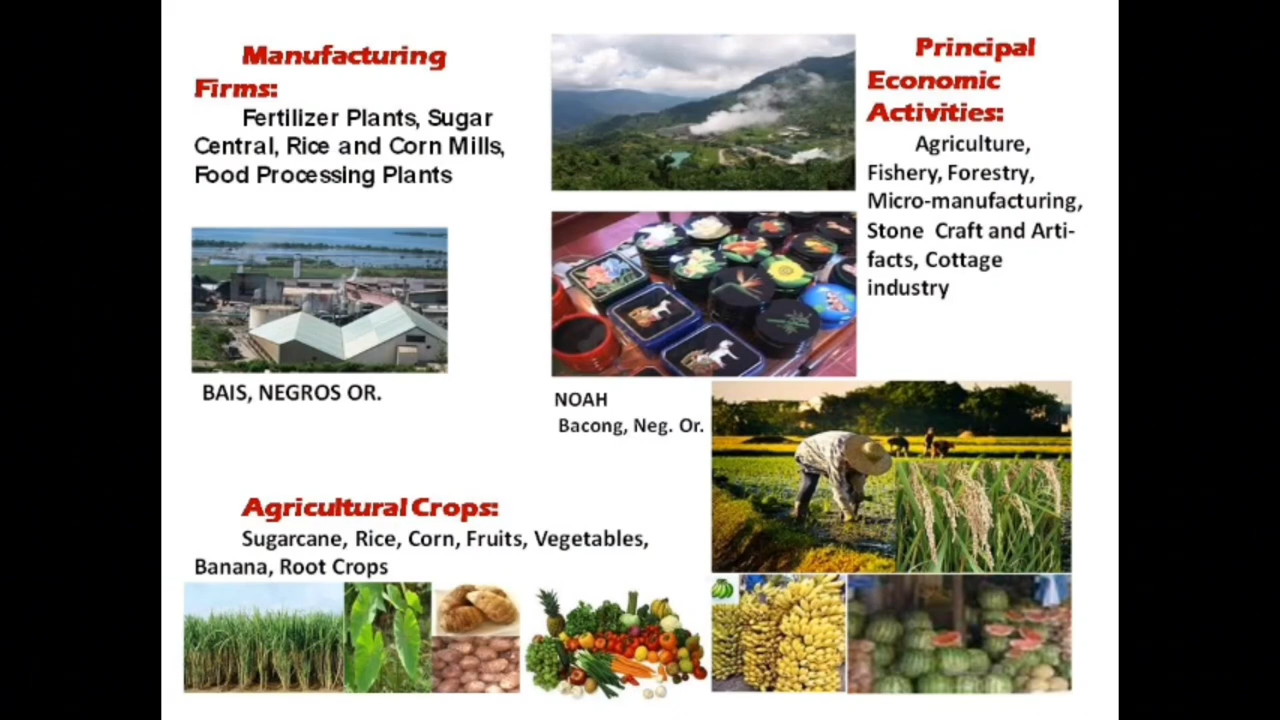 Manufacturing
Firms:
Fertilizer Plants, Sugar
Central, Rice and Corn Mills,
Food Processing Plants
BAIS, NEGROS OR.
Principal
Economic
Activities:
Agriculture,
Fishery, Forestry,
Micro-manufacturing,
Stone Craft and Arti-
facts, Cottage
industry
NOAH
Bacong, Neg. Or.
Agricultural Crops:
Sugarcane, Rice, Corn, Fruits, Vegetables,
Banana, Root Crops